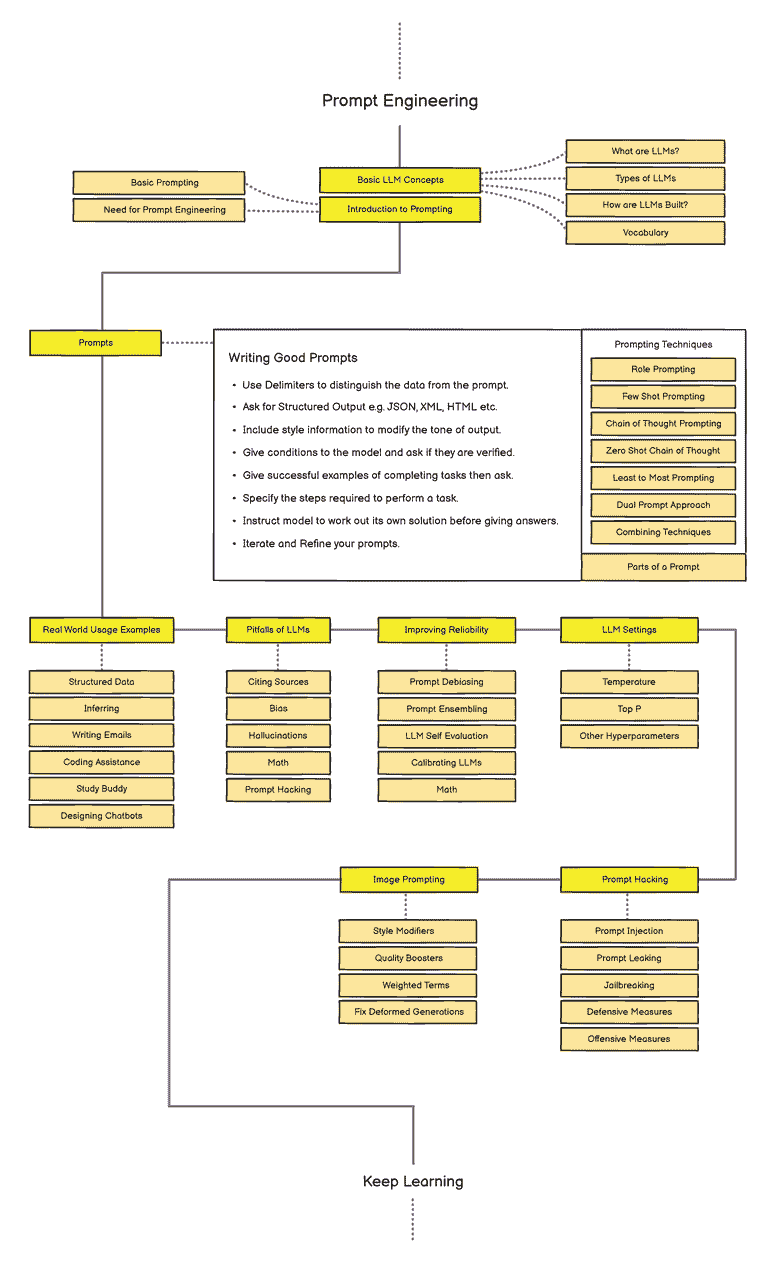 Prompt Engineering
Basic LLM Concepts
Introduction to Prompting
Basic Prompting
Need for Prompt Engineering
What are LLMs?
Types of LLMs
How are LLMs Built?
Vocabulary
Prompts
Writing Good Prompts
• Use Delimiters to distinguish the data from the prompt.
• Ask for Structured Output e.g. JSON, XML, HTML etc.
• Include style information to modify the tone of output.
• Give conditions to the model and ask if they are verified.
• Give successful examples of completing tasks then ask.
• Specify the steps required to perform a task.
• Instruct model to work out its own solution before giving answers.
• Iterate and Refine your prompts.
Prompting Techniques
Role Prompting
Few Shot Prompting
Chain of Thought Prompting
Zero Shot Chain of Thought
Least to Most Prompting
Dual Prompt Approach
Combining Techniques
Parts of a Prompt
Real World Usage Examples
Structured Data
Inferring
Writing Emails
Coding Assistance
Study Buddy
Designing Chatbots
Pitfalls of LLMs
Citing Sources
Bias
Hallucinations
Math
Prompt Hacking
Improving Reliability
Prompt Debiasing
Prompt Ensembling
LLM Self Evaluation
Calibrating LLMs
Math
LLM Settings
Temperature
Top P
Other Hyperparameters
Image Prompting
Style Modifiers
Quality Boosters
Weighted Terms
Fix Deformed Generations
Prompt Hacking
Prompt Injection
Prompt Leaking
Jailbreaking
Defensive Measures
Offensive Measures
Keep Learning